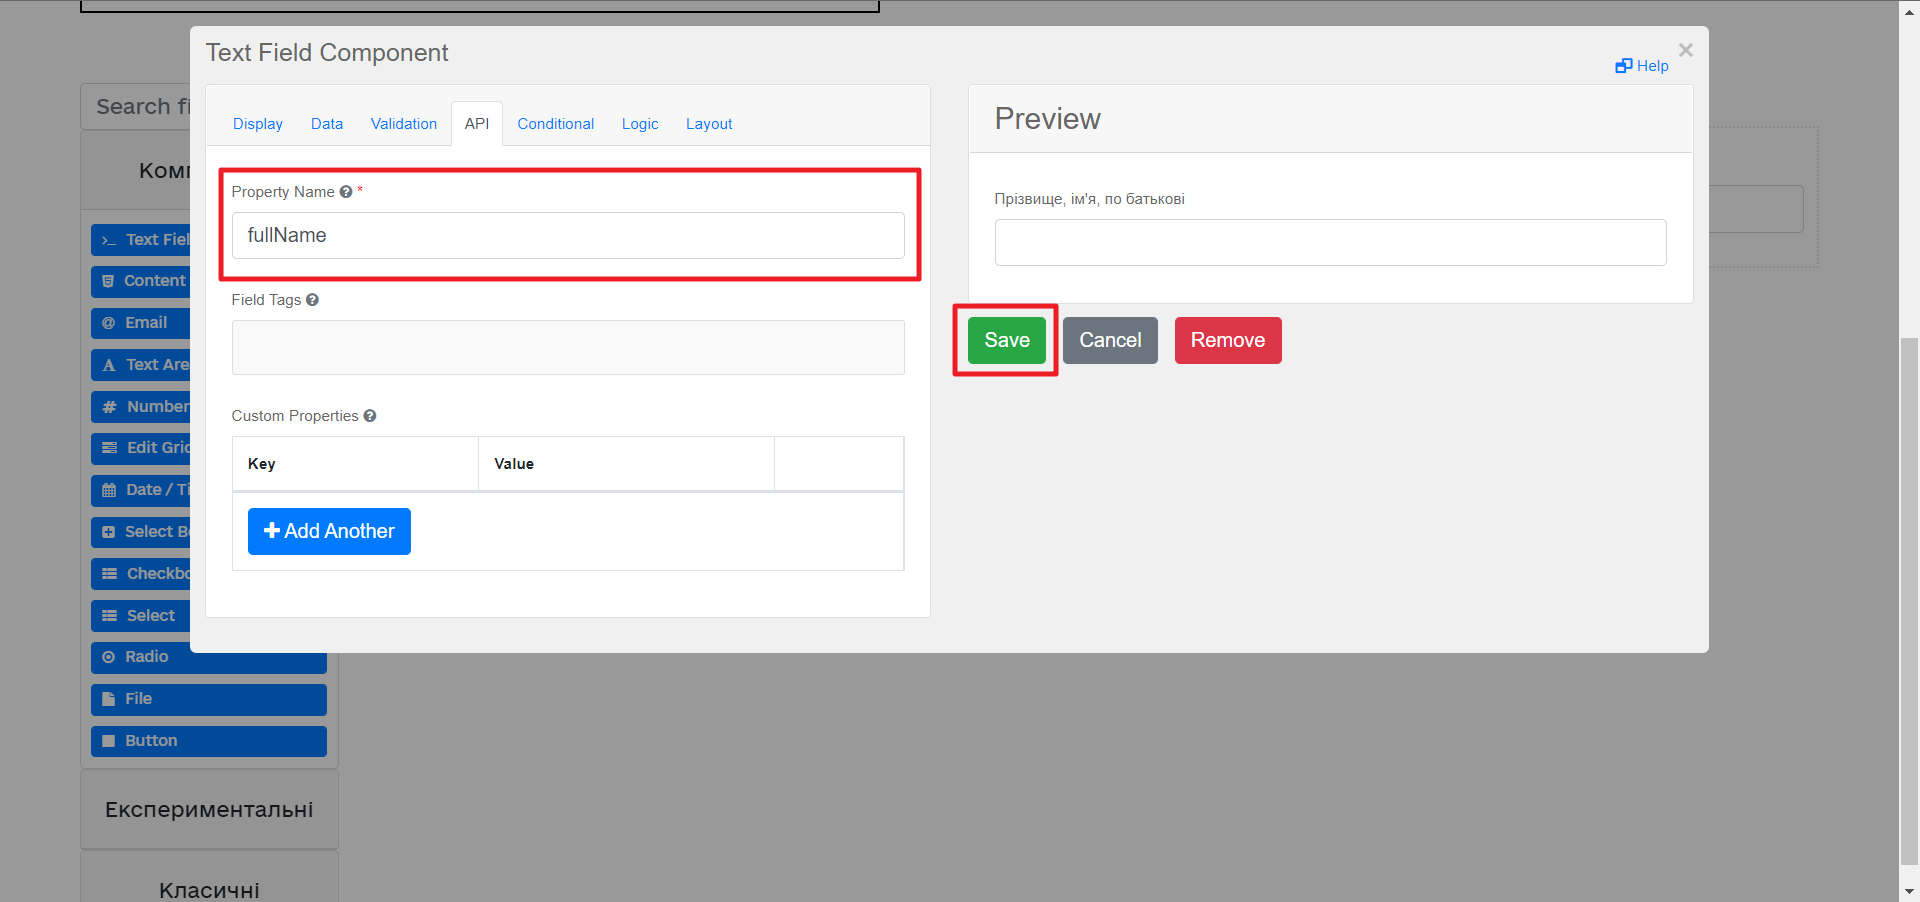 Text Field Component
Help
×
Search fi
Комп
Text Fiel
Content
Email
Text Are
Number
Edit Grid
Date / Ti
Select Bo
Checkbo
Select
Radio
File
Button
Експериментальні
Класичні
Display Data Validation API Conditional Logic Layout
Property Name *
fullName
Field Tags
Custom Properties
Key Value
Add Another
Preview
Прізвище, ім'я, по батькові
Save Cancel Remove